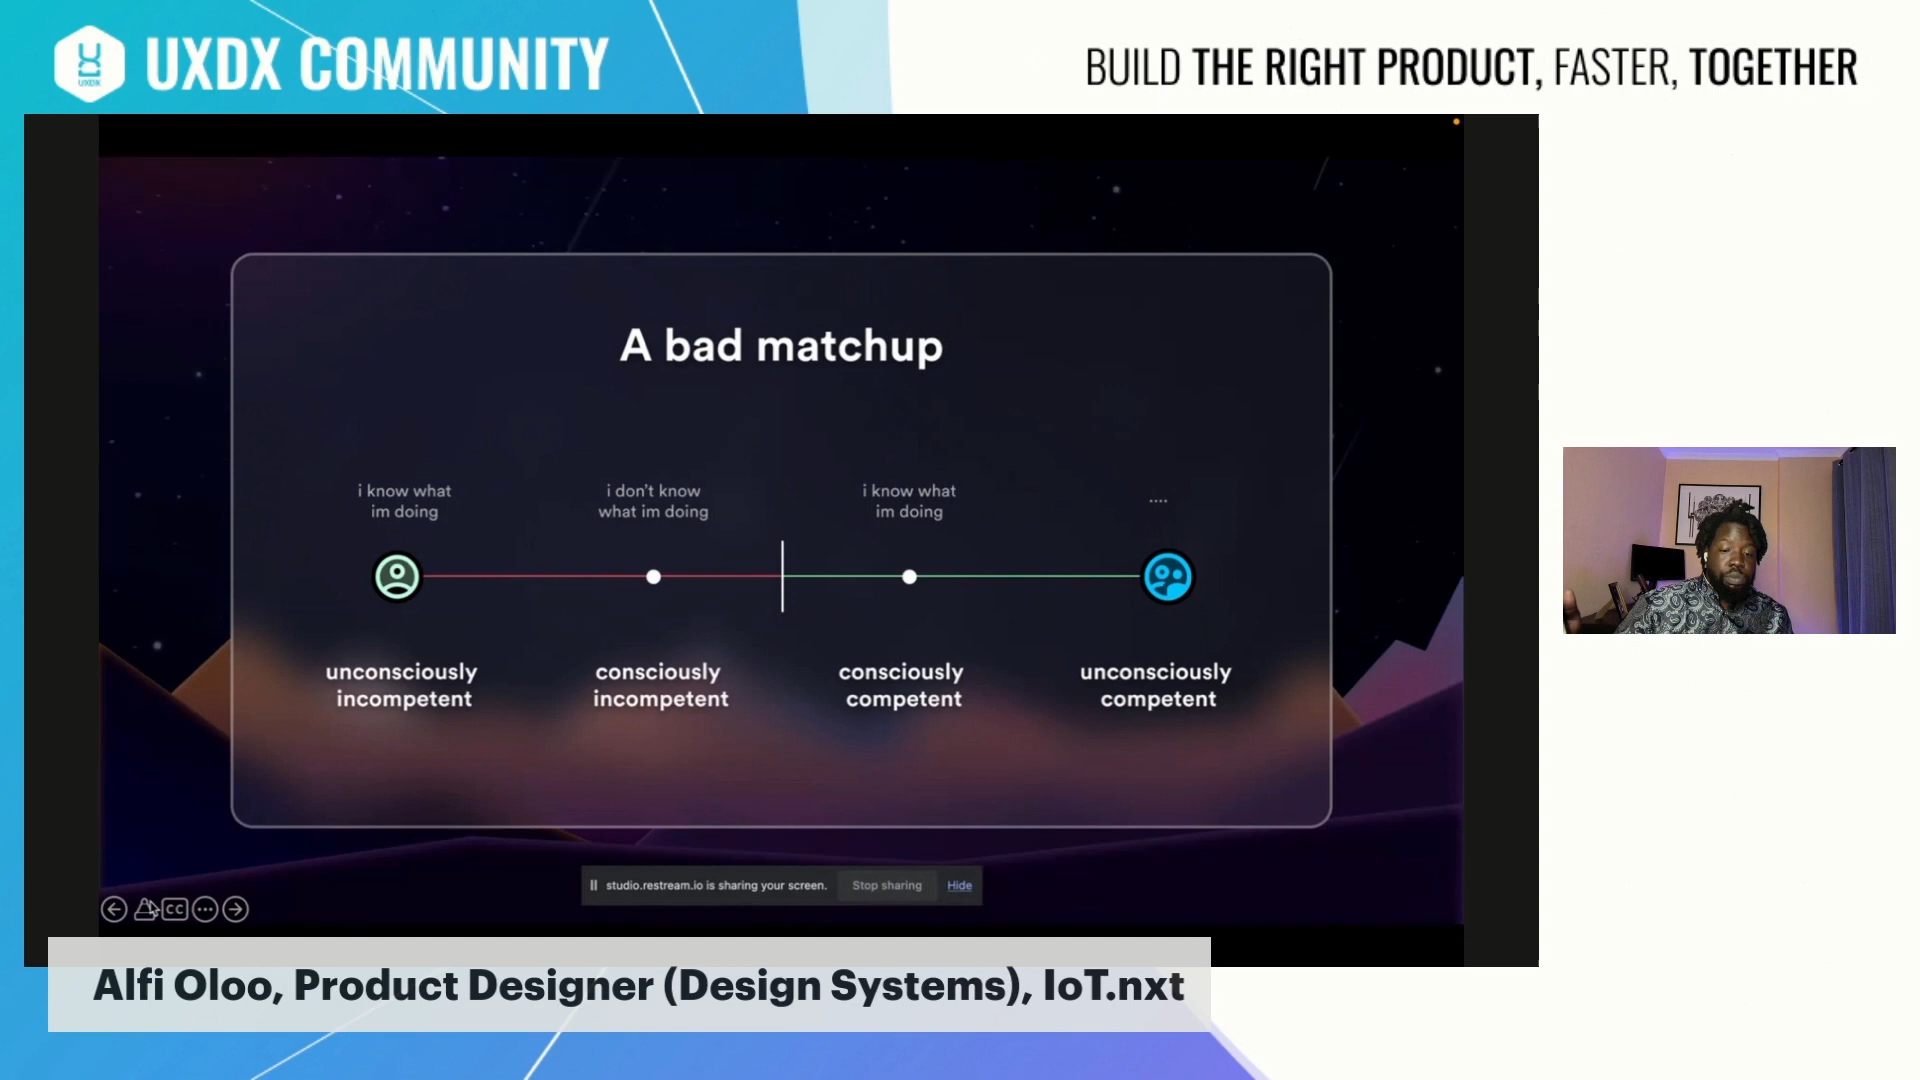 UXDX
UXDX COMMUNITY
BUILD THE RIGHT PRODUCT, FASTER, TOGETHER
A bad matchup
i know what
im doing
i don't know
what im doing
i know what
im doing
....
unconsciously
incompetent
consciously
incompetent
consciously
competent
unconsciously
competent
studio.restream.io is sharing your screen.
Stop sharing
Hide
CC
Alfi Oloo, Product Designer (Design Systems), IoT.nxt